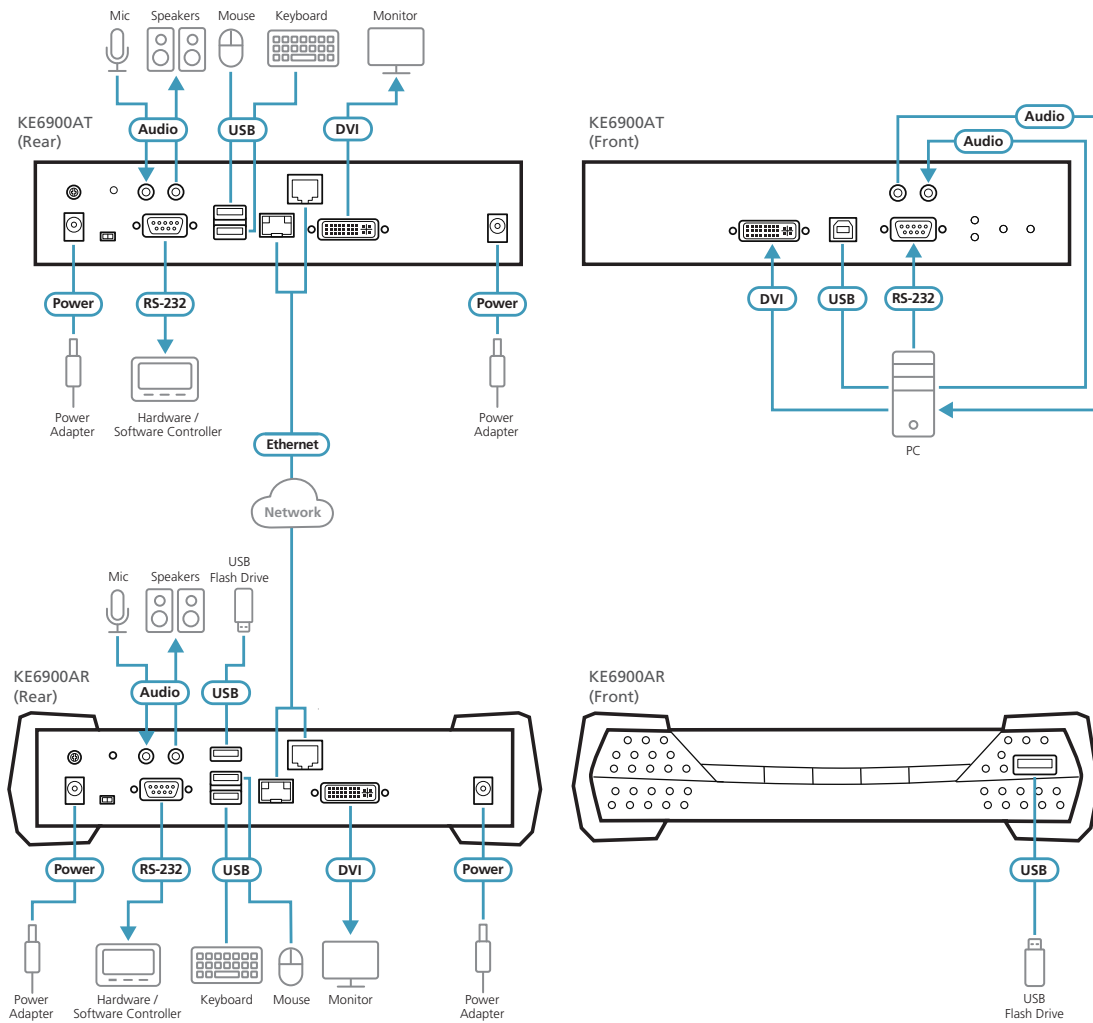 Mic
Speakers
Mouse
Keyboard
Monitor
KE6900AT
(Rear)
Audio
USB
DVI
Power
RS-232
Power
Power
Adapter
Hardware /
Software Controller
Power
Adapter
Ethernet
Network
KE6900AT
(Front)
Audio
Audio
DVI
USB
RS-232
PC
Mic
Speakers
USB
Flash Drive
KE6900AR
(Rear)
Audio
USB
Power
RS-232
USB
DVI
Power
Power
Adapter
Hardware /
Software Controller
Keyboard
Mouse
Monitor
Power
Adapter
KE6900AR
(Front)
USB
USB
Flash Drive